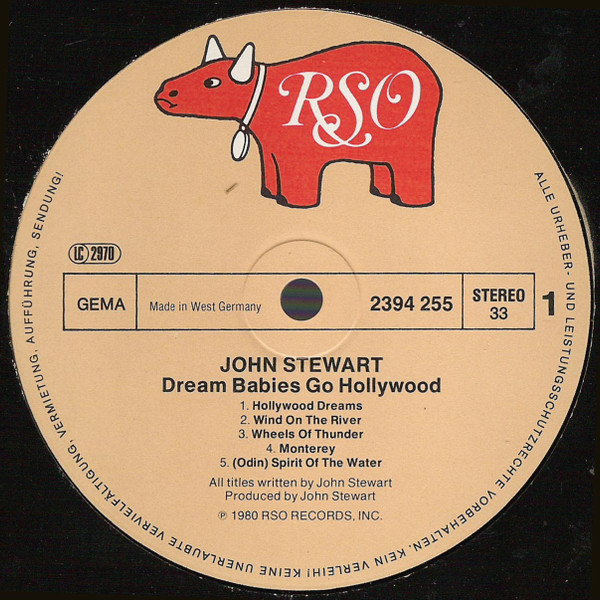 RSO
ALLE URHEBER- UND LEISTUNGSSCHUTZRECHTE VORBEHALTEN. KEIN VERLEIH! KEINE UNERLAUBTE VERVIELFÄLTIGUNG, VERMIETUNG, AUFFÜHRUNG, SENDUNG!
LC 2970
GEMA
Made in West Germany
2394 255
STEREO
33
1
JOHN STEWART
Dream Babies Go Hollywood
1. Hollywood Dreams
2. Wind On The River
3. Wheels Of Thunder
4. Monterey
5. (Odin) Spirit Of The Water
All titles written by John Stewart
Produced by John Stewart
℗ 1980 RSO RECORDS, INC.